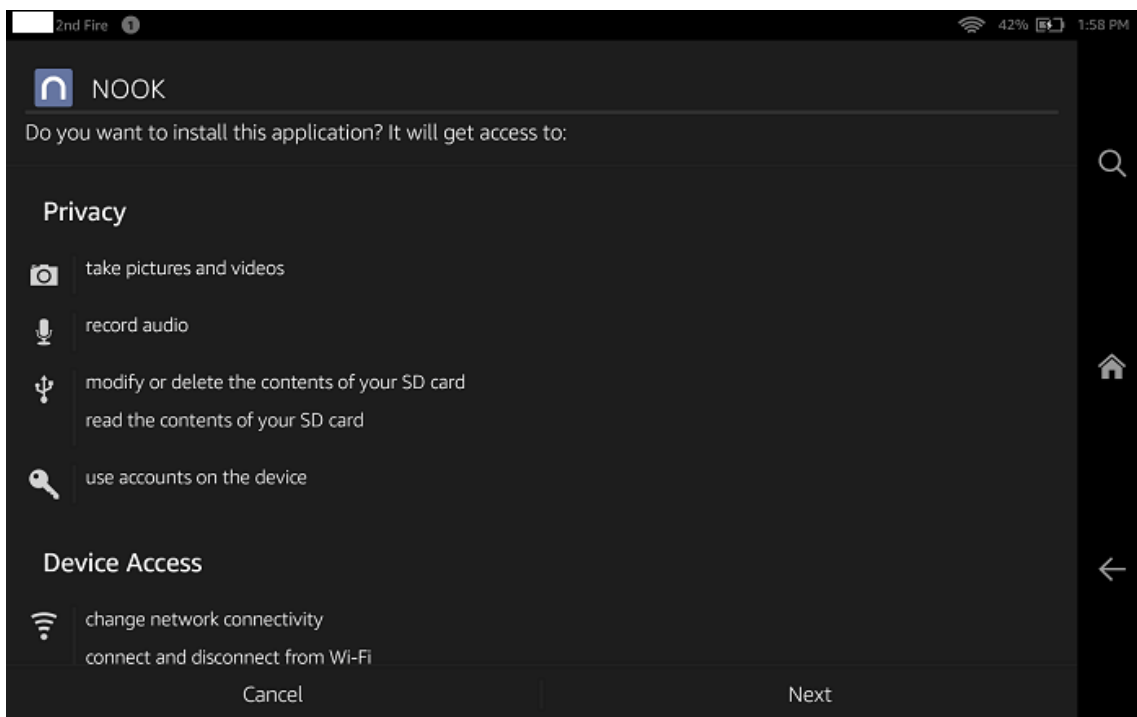 2nd Fire 1 42% 1:58 PM
NOOK
Do you want to install this application? It will get access to:
Privacy
take pictures and videos
record audio
modify or delete the contents of your SD card
read the contents of your SD card
use accounts on the device
Device Access
change network connectivity
connect and disconnect from Wi-Fi
Cancel Next